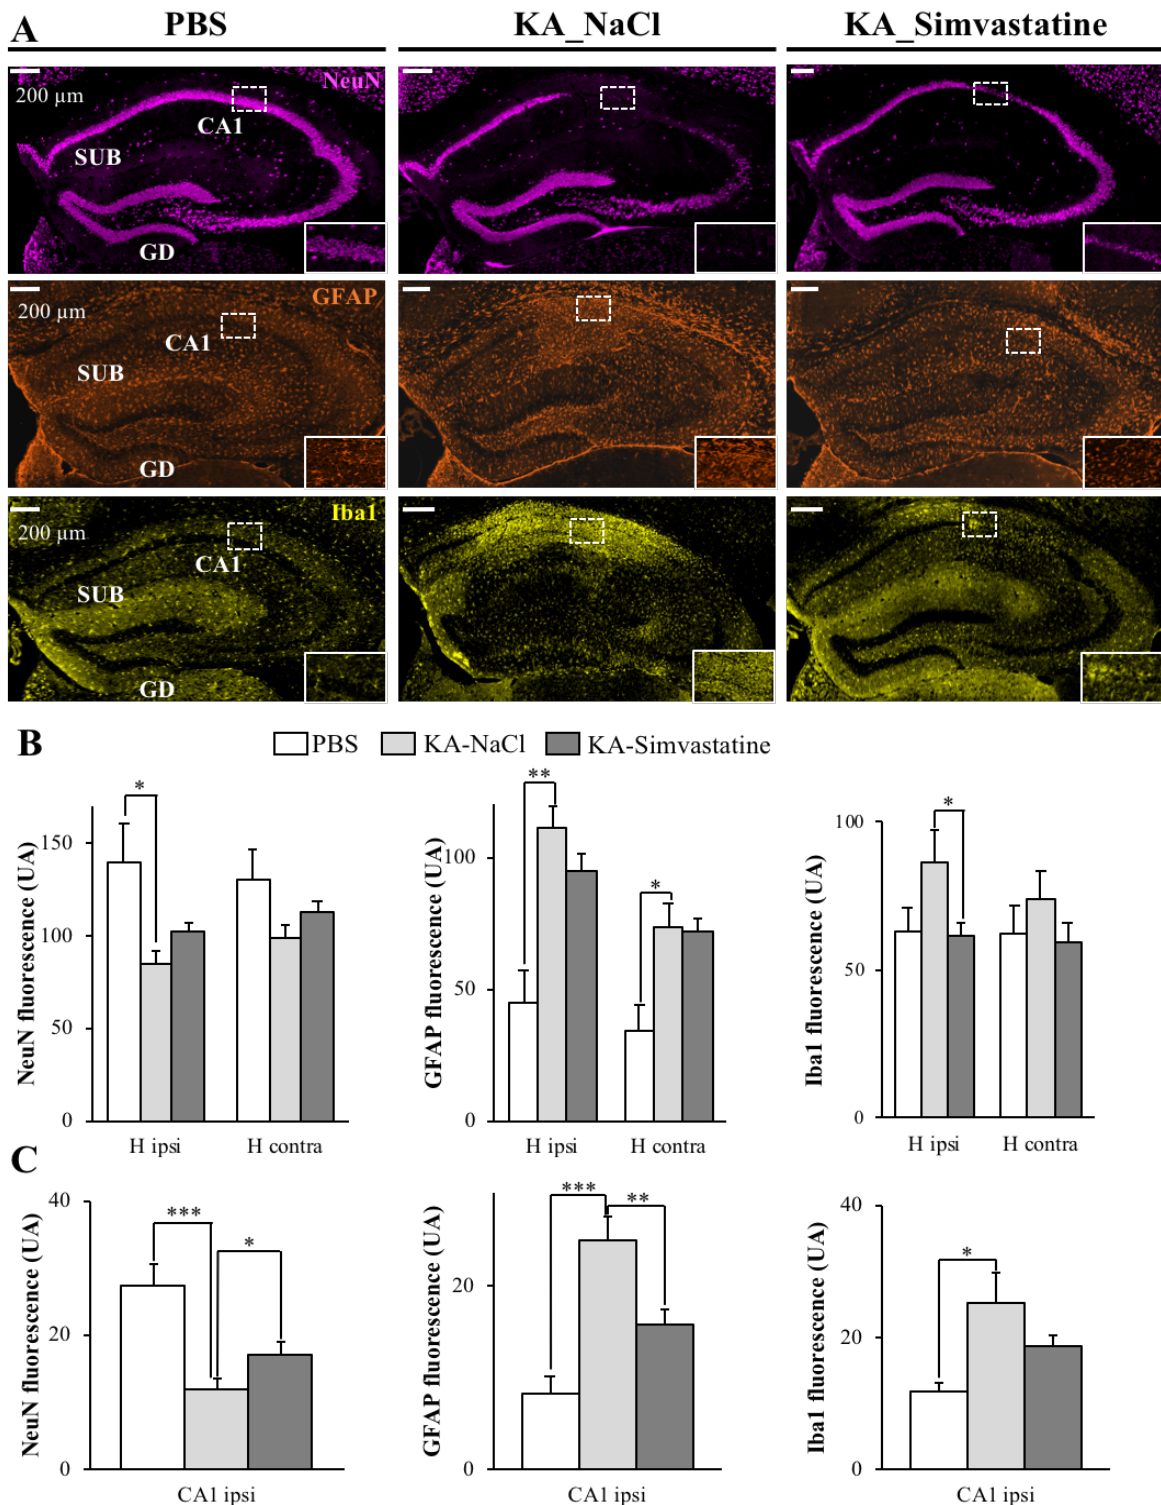 A
PBS
KA_NaCl
KA_Simvastatine
NeuN
200 µm
CA1
SUB
GD
GFAP
200 µm
CA1
SUB
GD
Iba1
200 µm
CA1
SUB
GD
B
PBS
KA-NaCl
KA-Simvastatine
NeuN fluorescence (UA)
150
100
50
0
*
H ipsi
H contra
GFAP fluorescence (UA)
100
50
0
**
*
H ipsi
H contra
Iba1 fluorescence (UA)
100
50
0
*
H ipsi
H contra
C
NeuN fluorescence (UA)
40
20
0
***
*
CA1 ipsi
GFAP fluorescence (UA)
20
0
***
**
CA1 ipsi
Iba1 fluorescence (UA)
40
20
0
*
CA1 ipsi